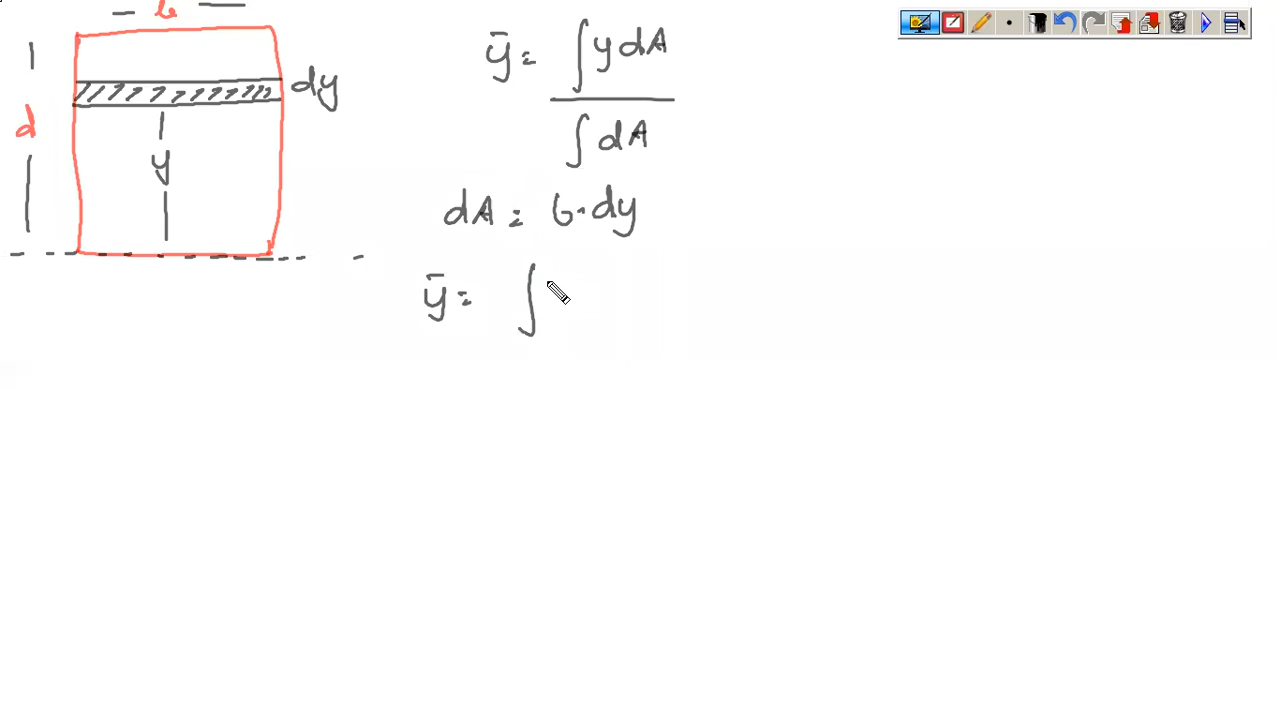 b
d
dy
y
ȳ = ∫ y dA
∫ dA
dA = b · dy
ȳ = ∫